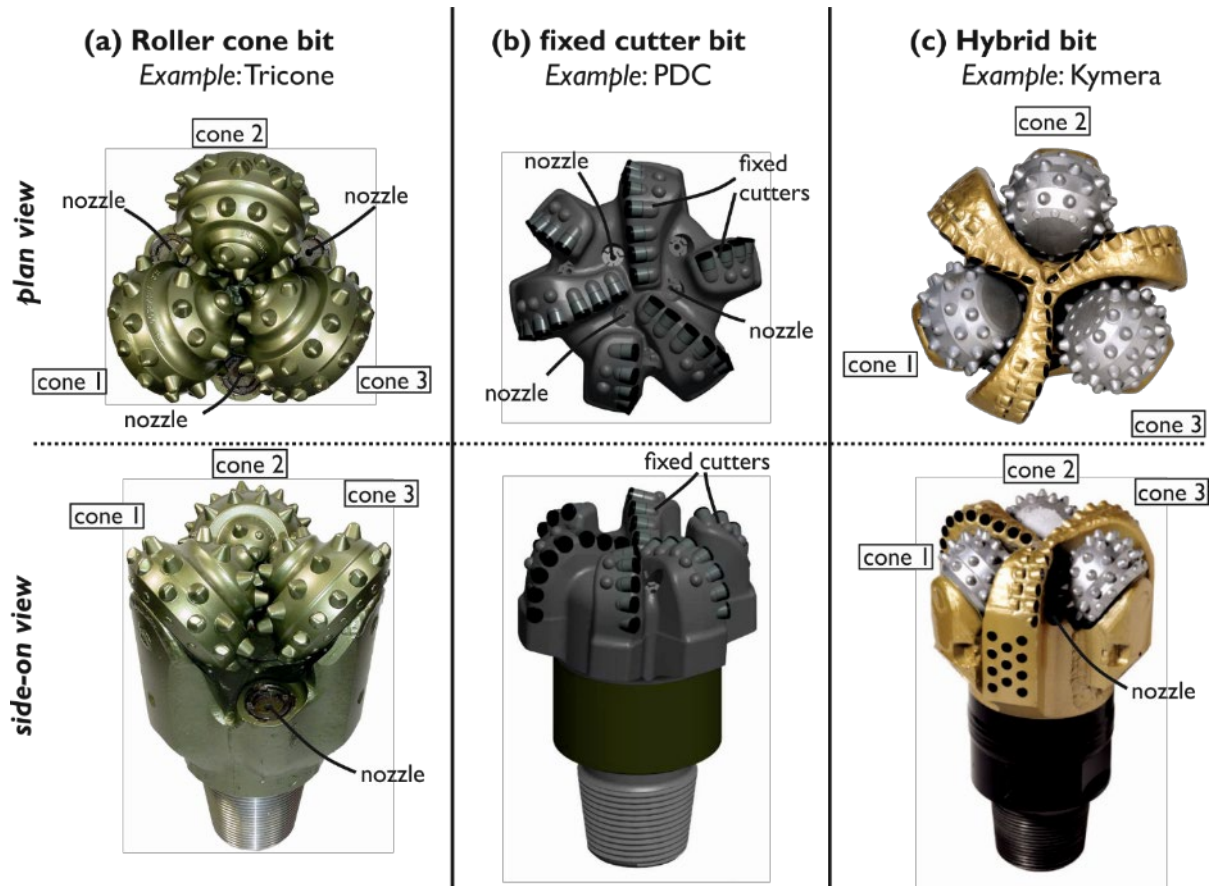 (a) Roller cone bit
Example: Tricone
(b) fixed cutter bit
Example: PDC
(c) Hybrid bit
Example: Kymera
plan view
cone 2
nozzle
nozzle
cone 1
cone 3
nozzle
nozzle
fixed
cutters
nozzle
nozzle
cone 2
cone 1
cone 3
side-on view
cone 2
cone 3
cone 1
nozzle
fixed cutters
cone 2
cone 3
cone 1
nozzle